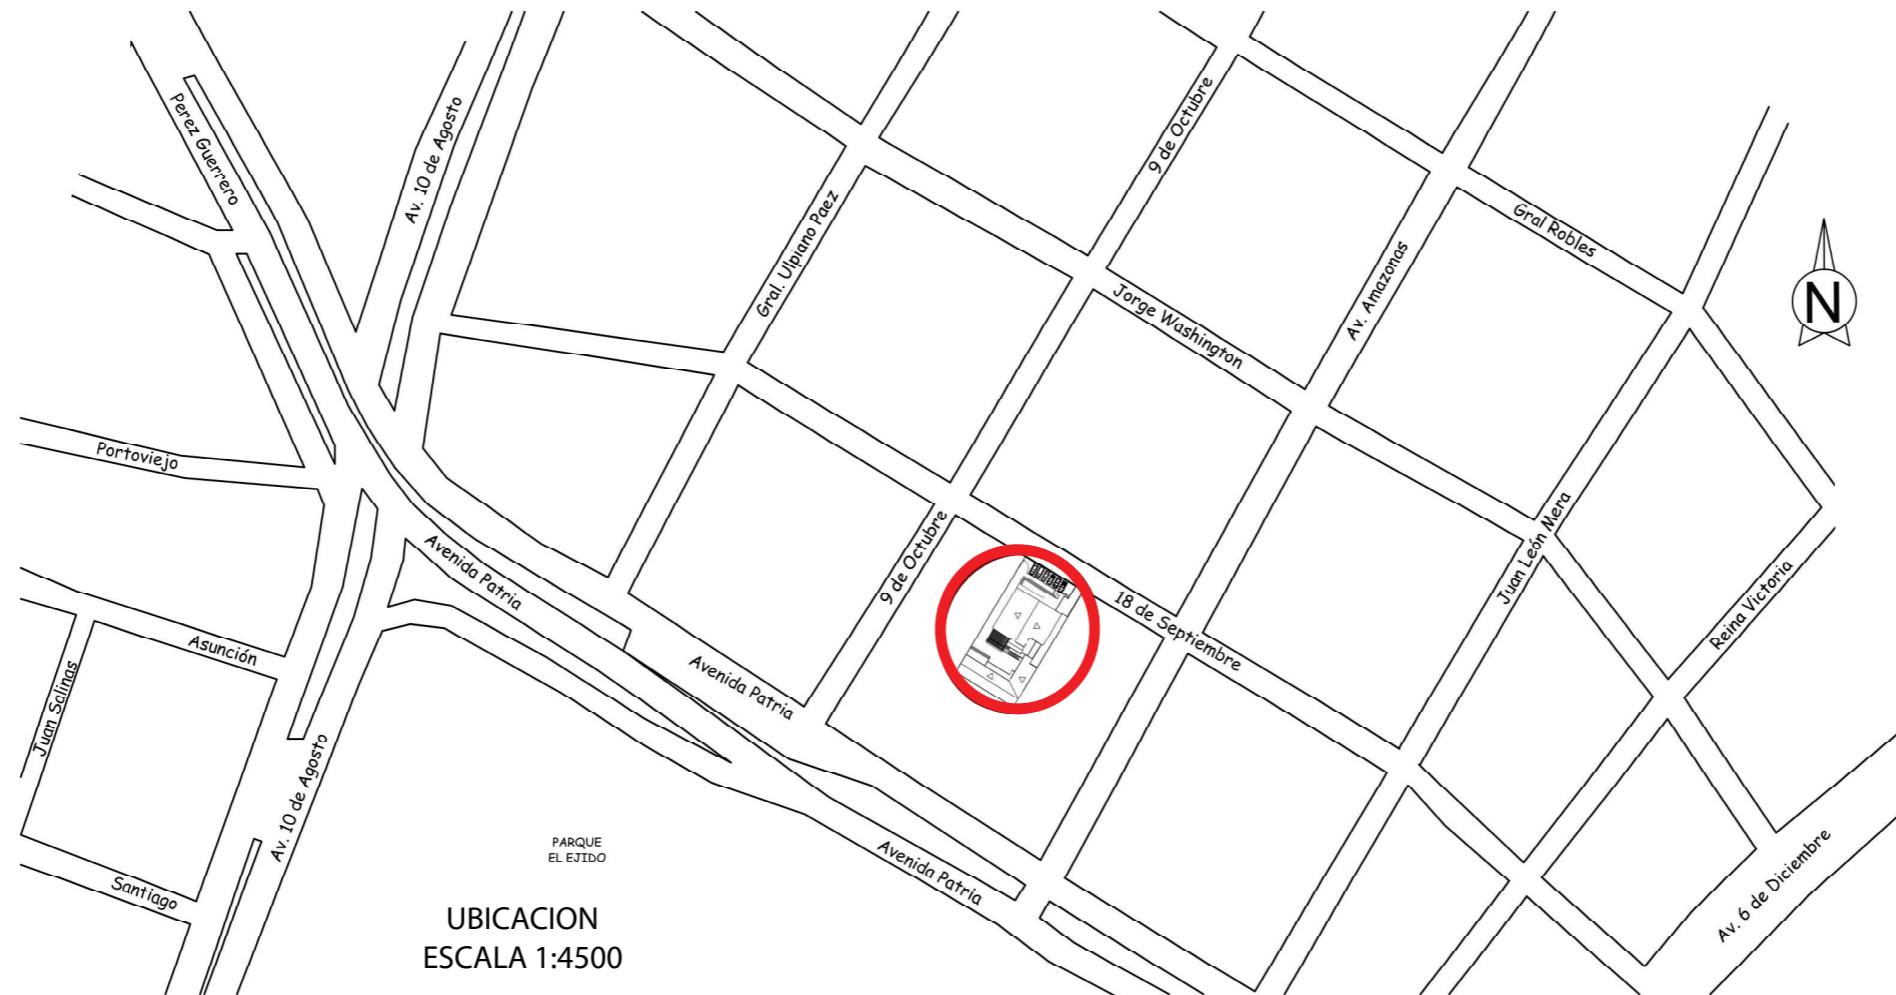 Perez Guerrero
Av. 10 de Agosto
9 de Octubre
Gral. Ulpiano Paez
Gral Robles
Av. Amazonas
Jorge Washington
N
Portoviejo
Avenida Patria
9 de Octubre
Juan León Mera
18 de Septiembre
Reina Victoria
Asunción
Juan Salinas
Avenida Patria
Av. 10 de Agosto
PARQUE
EL EJIDO
Avenida Patria
Av. 6 de Diciembre
Santiago
UBICACION
ESCALA 1:4500